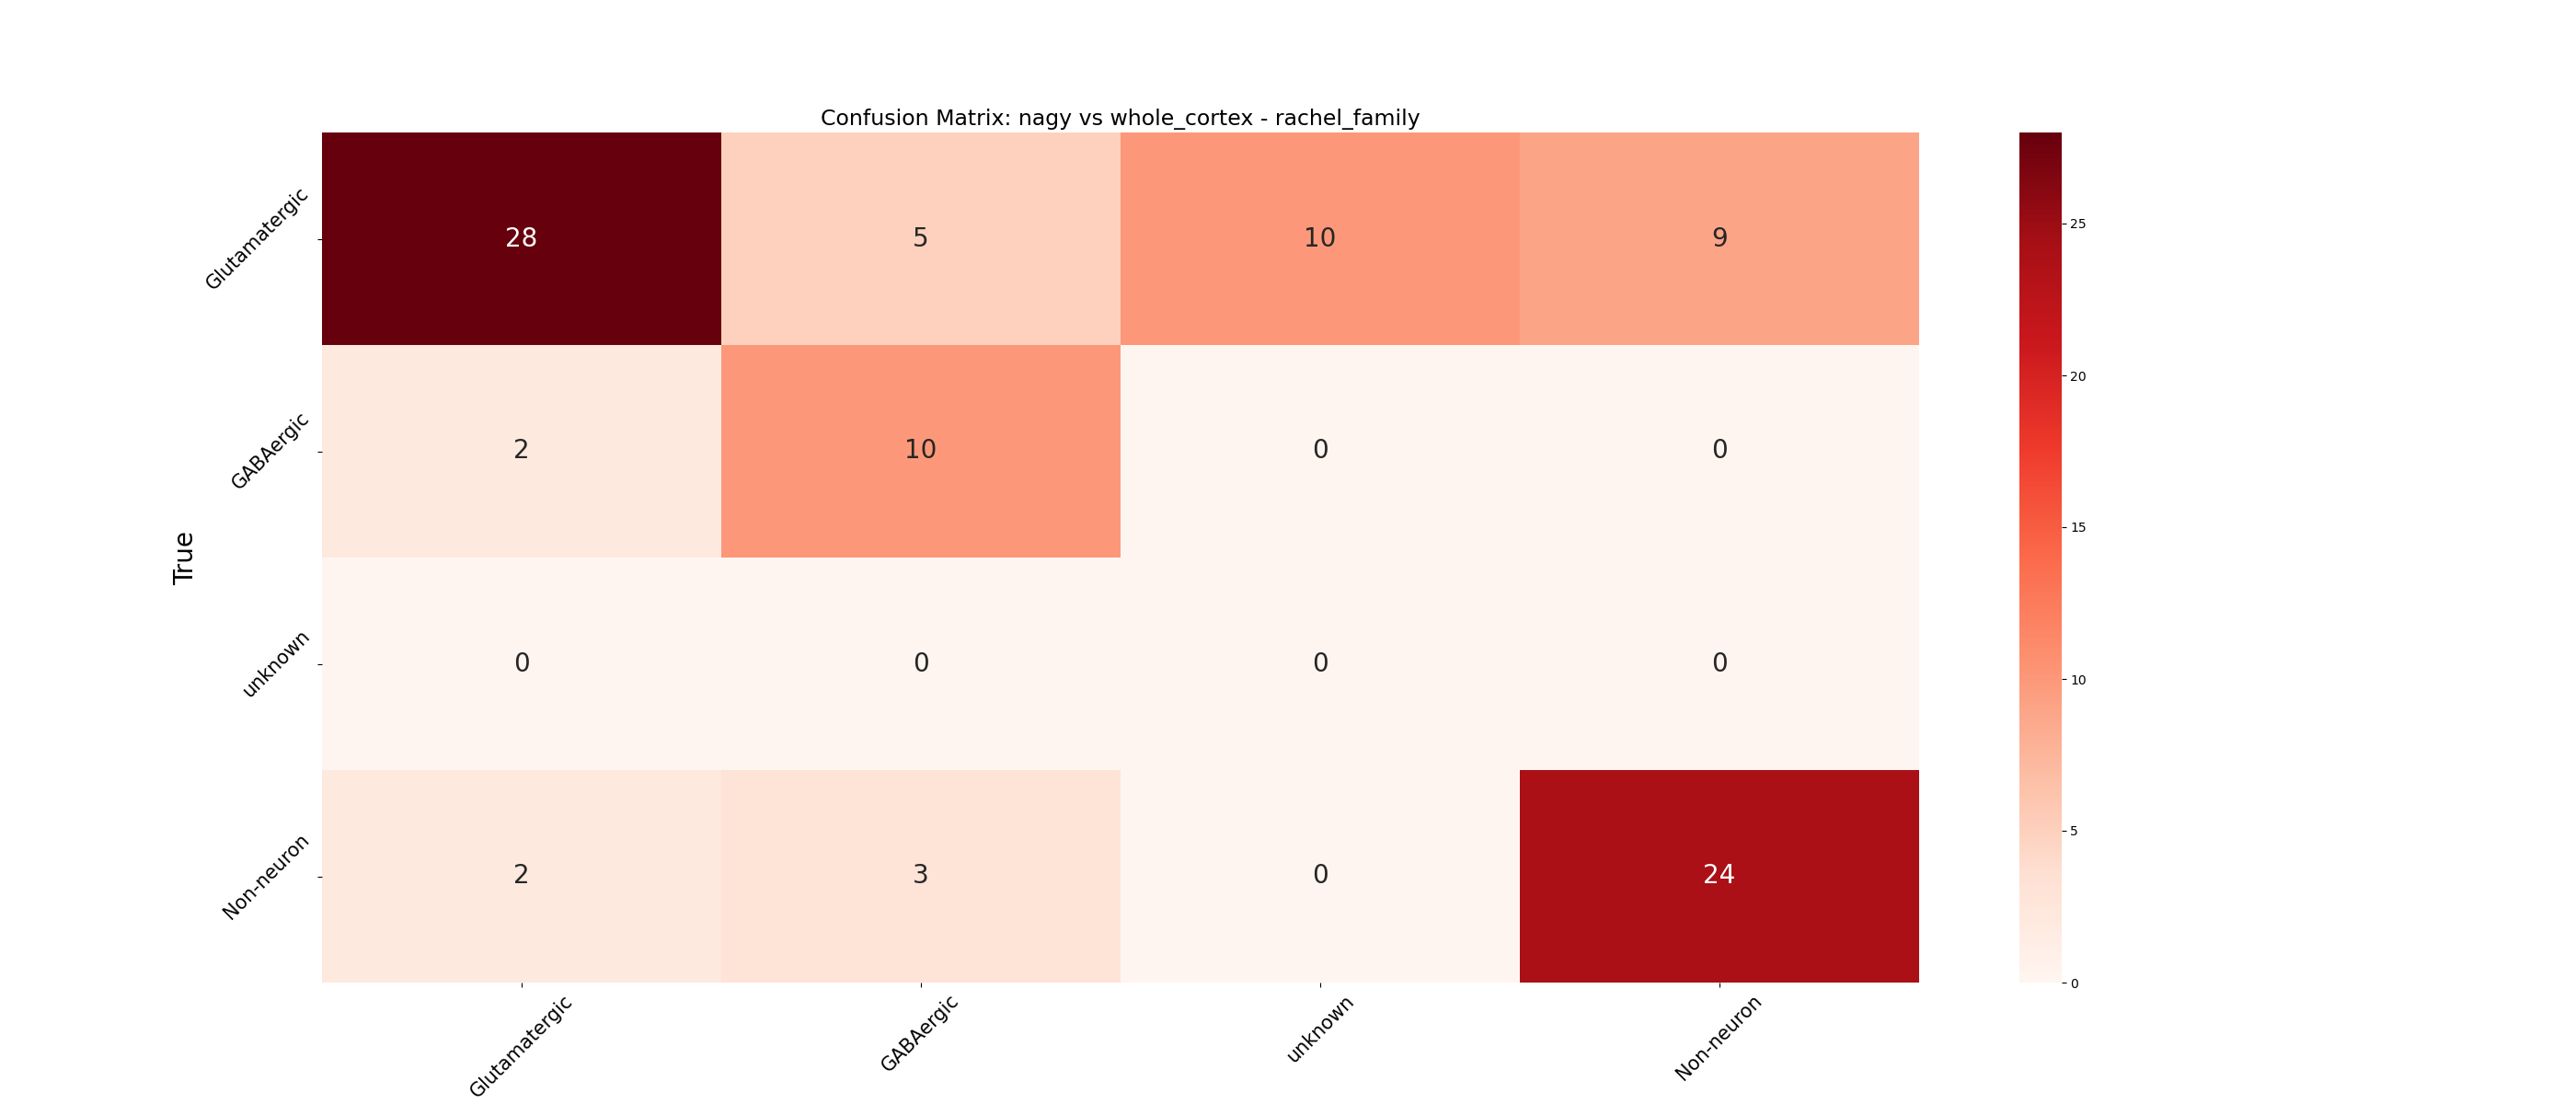 Confusion Matrix: nagy vs whole_cortex - rachel_family
Glutamatergic
28
5
10
9
GABAergic
2
10
0
0
True
unknown
0
0
0
0
Non-neuron
2
3
0
24
Glutamatergic
GABAergic
unknown
Non-neuron
25
20
15
10
5
0